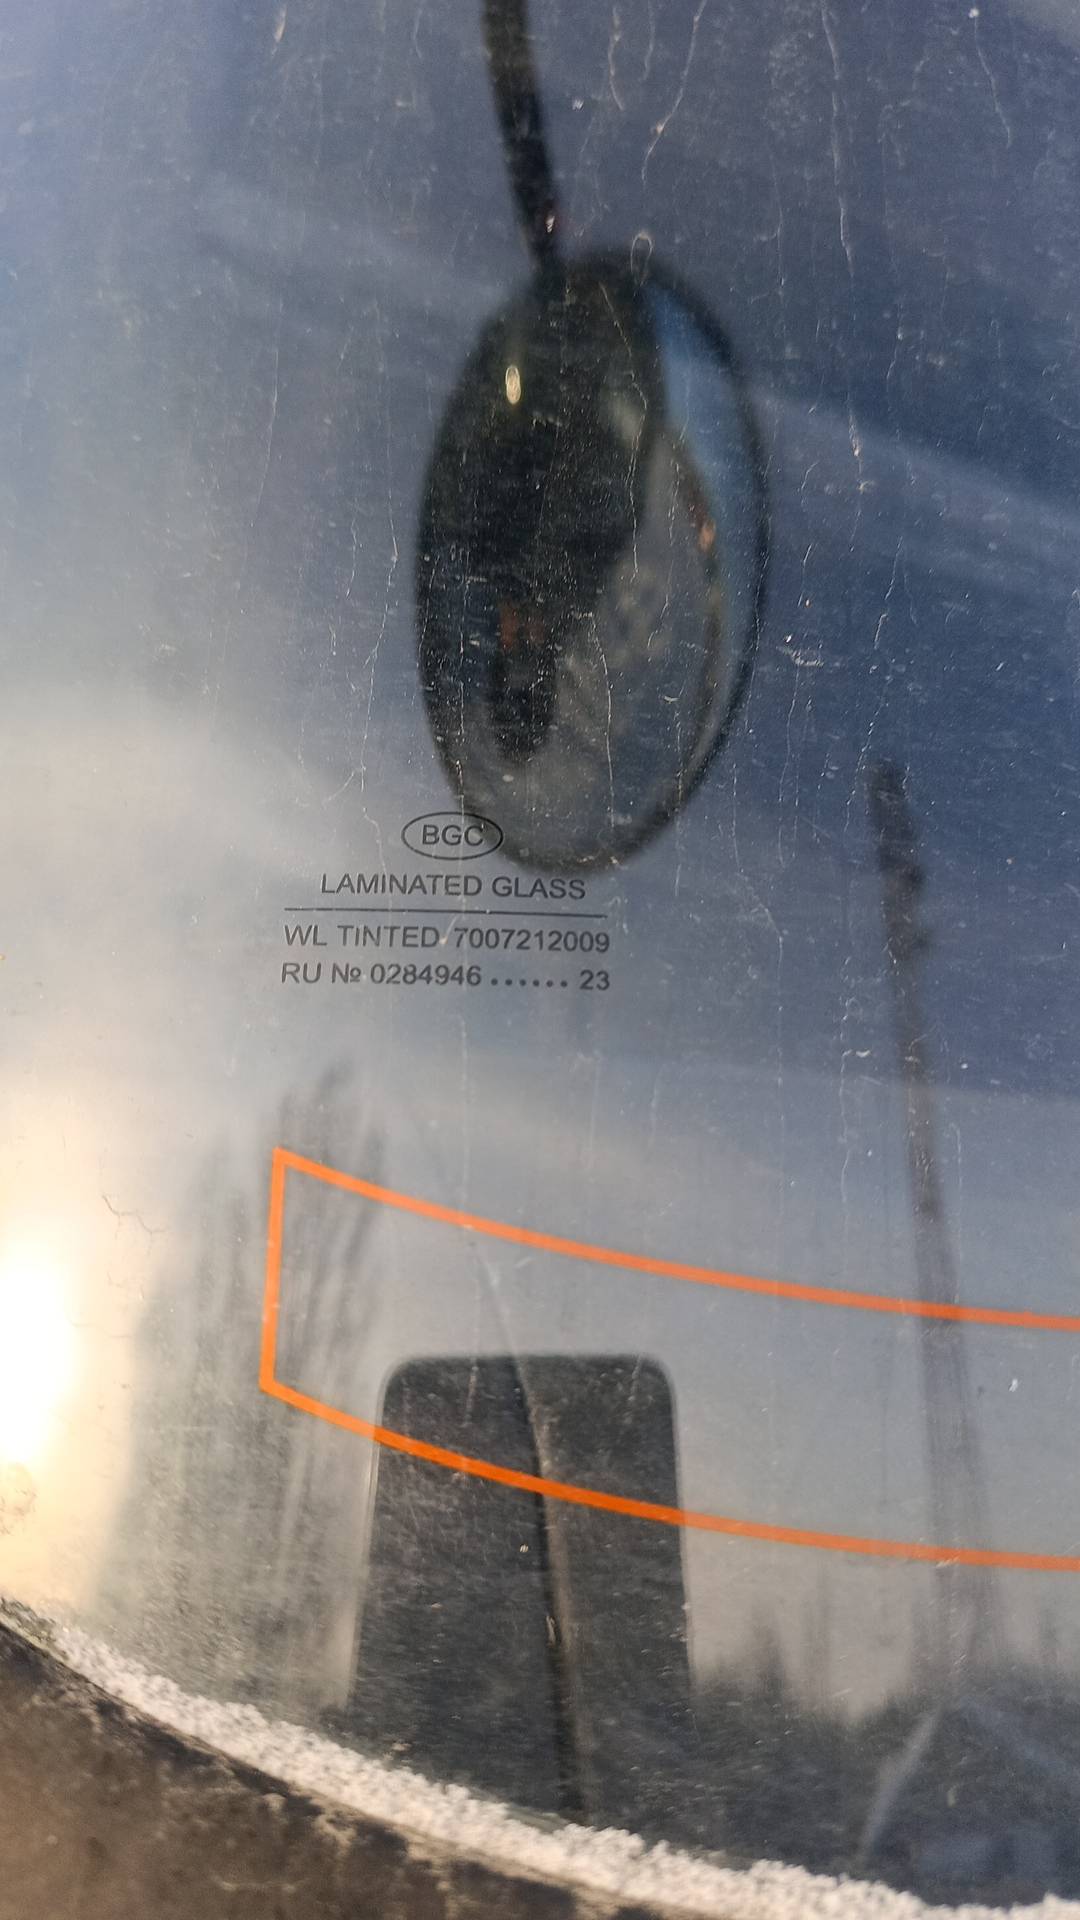 BGC
LAMINATED GLASS
WL TINTED 7007212009
RU № 0284946 ...... 23